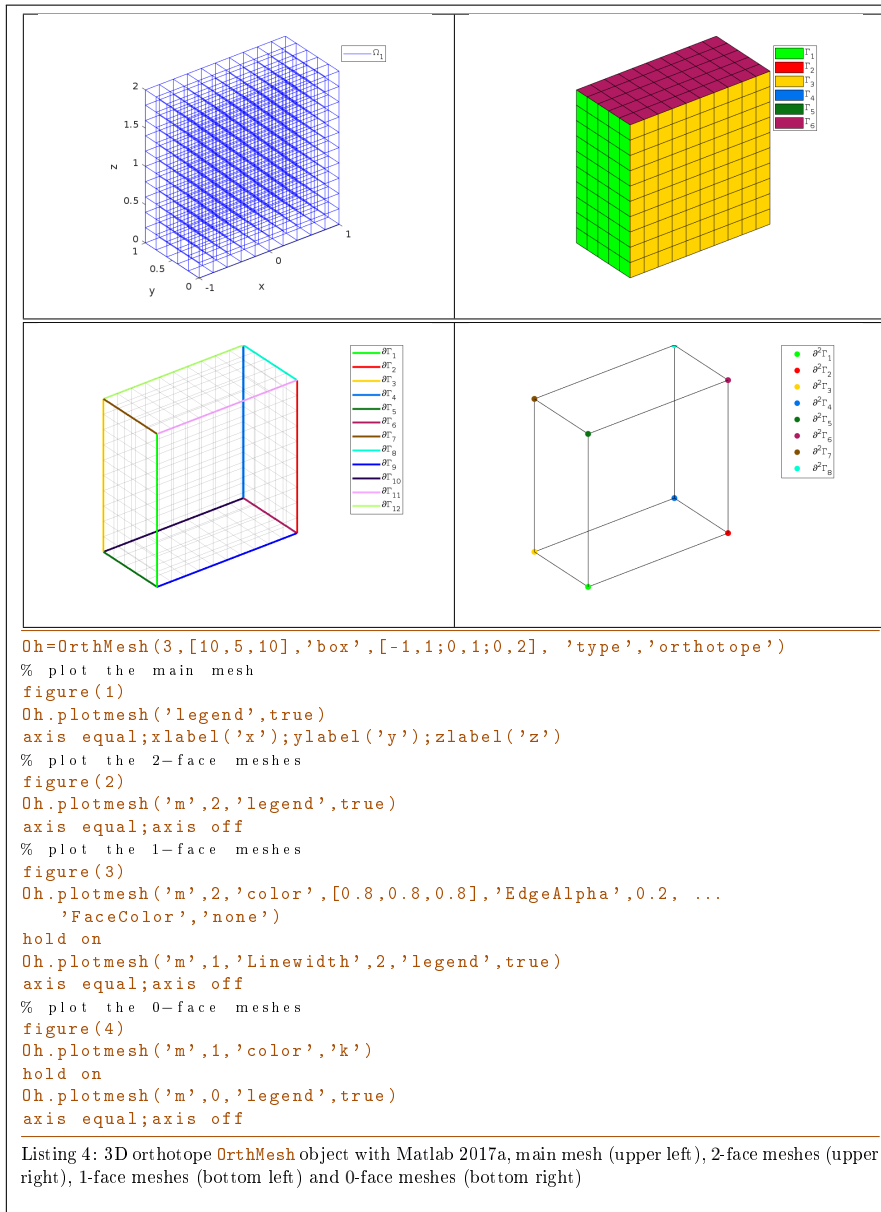 Ω1
2
1.5
1
0.5
0
z
1
0.5
0
y
-1
0
1
x
Γ1
Γ2
Γ3
Γ4
Γ5
Γ6
∂Γ1
∂Γ2
∂Γ3
∂Γ4
∂Γ5
∂Γ6
∂Γ7
∂Γ8
∂Γ9
∂Γ10
∂Γ11
∂Γ12
∂²Γ1
∂²Γ2
∂²Γ3
∂²Γ4
∂²Γ5
∂²Γ6
∂²Γ7
∂²Γ8
Oh=OrthMesh(3,[10,5,10],'box',[-1,1;0,1;0,2], 'type','orthotope')
% plot the main mesh
figure(1)
Oh.plotmesh('legend',true)
axis equal;xlabel('x');ylabel('y');zlabel('z')
% plot the 2-face meshes
figure(2)
Oh.plotmesh('m',2,'legend',true)
axis equal;axis off
% plot the 1-face meshes
figure(3)
Oh.plotmesh('m',2,'color',[0.8,0.8,0.8],'EdgeAlpha',0.2, ...
'FaceColor','none')
hold on
Oh.plotmesh('m',1,'Linewidth',2,'legend',true)
axis equal;axis off
% plot the 0-face meshes
figure(4)
Oh.plotmesh('m',1,'color','k')
hold on
Oh.plotmesh('m',0,'legend',true)
axis equal;axis off
Listing 4: 3D orthotope OrthMesh object with Matlab 2017a, main mesh (upper left), 2-face meshes (upper
right), 1-face meshes (bottom left) and 0-face meshes (bottom right)